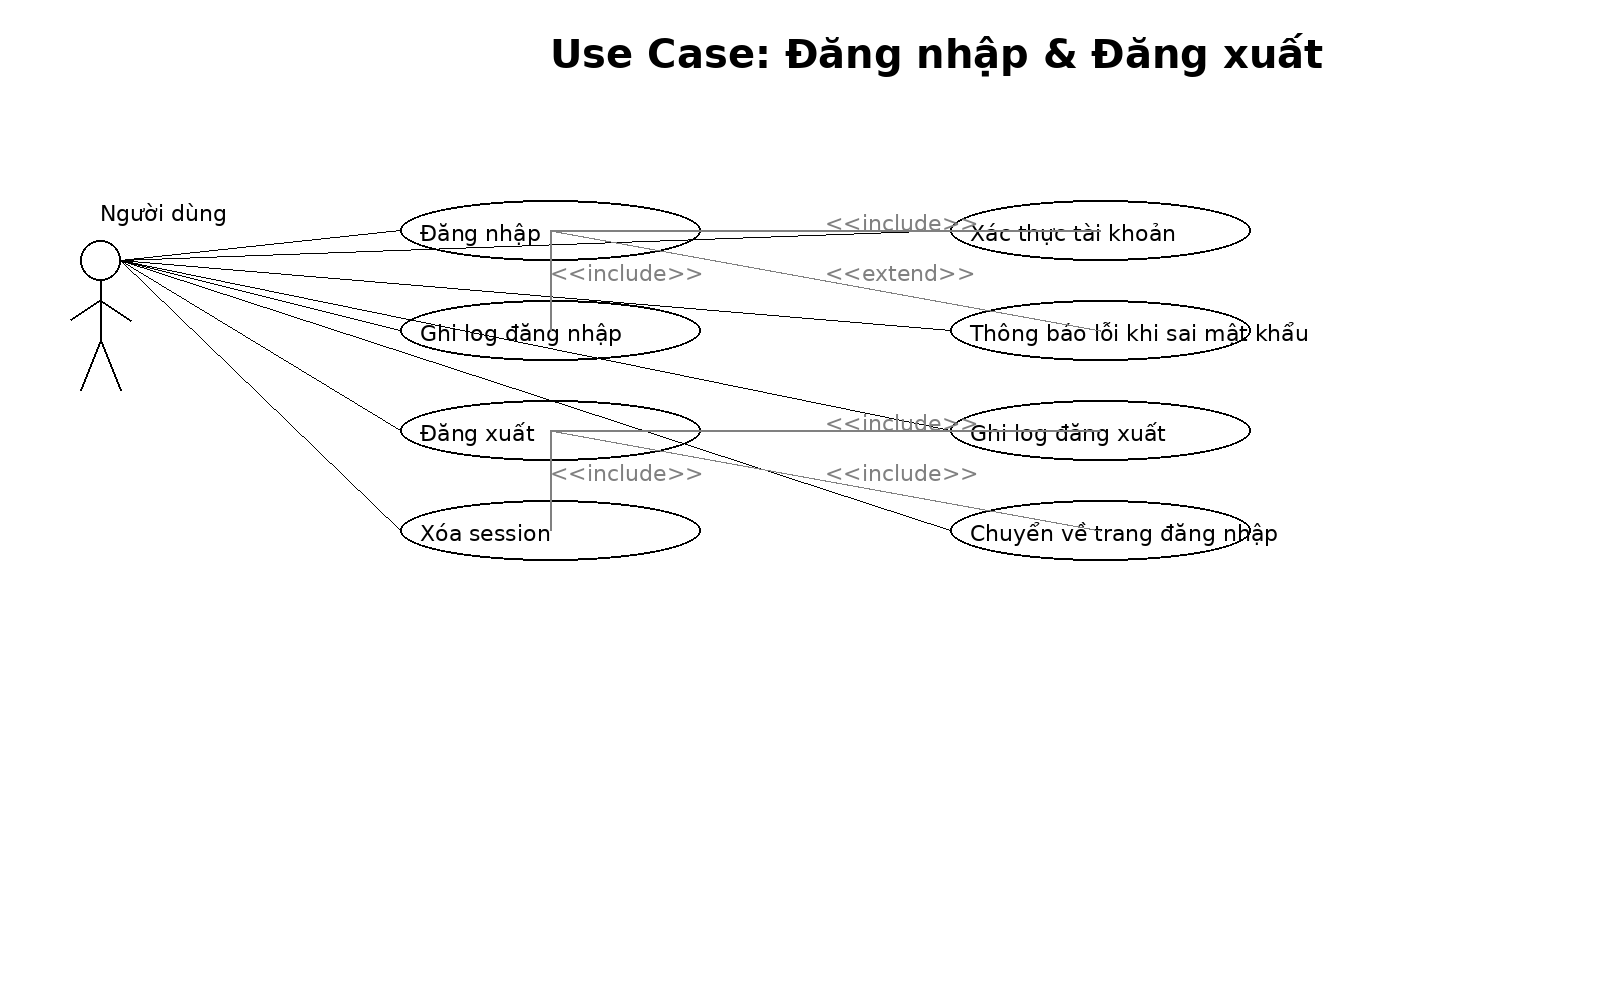 Use Case: Đăng nhập & Đăng xuất
Người dùng
Đăng nhập
<<include>>
Xác thực tài khoản
<<include>>
<<extend>>
Ghi log đăng nhập
Thông báo lỗi khi sai mật khẩu
Đăng xuất
<<include>>
Ghi log đăng xuất
<<include>>
<<include>>
Xóa session
Chuyển về trang đăng nhập